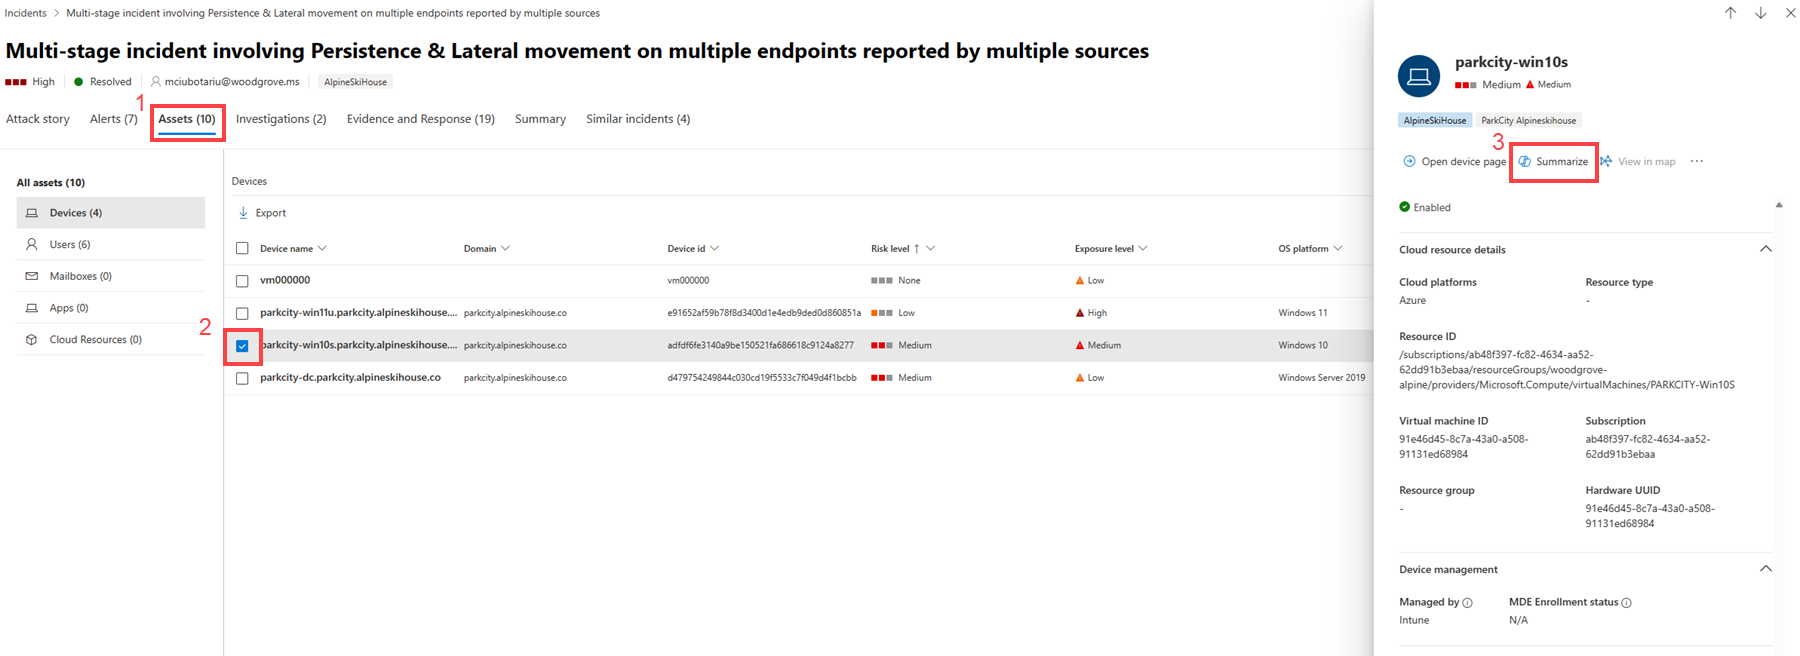 Incidents > Multi-stage incident involving Persistence & Lateral movement on multiple endpoints reported by multiple sources
Multi-stage incident involving Persistence & Lateral movement on multiple endpoints reported by multiple sources
High Resolved mciubotariu@woodgrove.ms AlpineSkiHouse
1
Attack story Alerts (7) Assets (10) Investigations (2) Evidence and Response (19) Summary Similar incidents (4)
All assets (10)
Devices (4)
Users (6)
Mailboxes (0)
Apps (0)
Cloud Resources (0)
Devices
Export
Device name Domain Device id Risk level Exposure level OS platform
vm000000 vm000000 None Low
parkcity-win11u.parkcity.alpineskihouse.... parkcity.alpineskihouse.co e91652af59b78f8d3400d1e4edb9ded0d860851a Low High Windows 11
2
parkcity-win10s.parkcity.alpineskihouse.... parkcity.alpineskihouse.co adfdf6fe3140a9be150521fa686618c9124a8277 Medium Medium Windows 10
parkcity-dc.parkcity.alpineskihouse.co parkcity.alpineskihouse.co d479754249844c030cd19f5533c7f049d4f1bcbb Medium Low Windows Server 2019
parkcity-win10s
Medium Medium
AlpineSkiHouse ParkCity Alpineskihouse
3
Open device page Summarize View in map ...
Enabled
Cloud resource details
Cloud platforms Resource type
Azure -
Resource ID
/subscriptions/ab48f397-fc82-4634-aa52-
62dd91b3ebaa/resourceGroups/woodgrove-
alpine/providers/Microsoft.Compute/virtualMachines/PARKCITY-Win10S
Virtual machine ID Subscription
91e46d45-8c7a-43a0-a508- ab48f397-fc82-4634-aa52-
91131ed68984 62dd91b3ebaa
Resource group Hardware UUID
- 91e46d45-8c7a-43a0-a508-
91131ed68984
Device management
Managed by MDE Enrollment status
Intune N/A